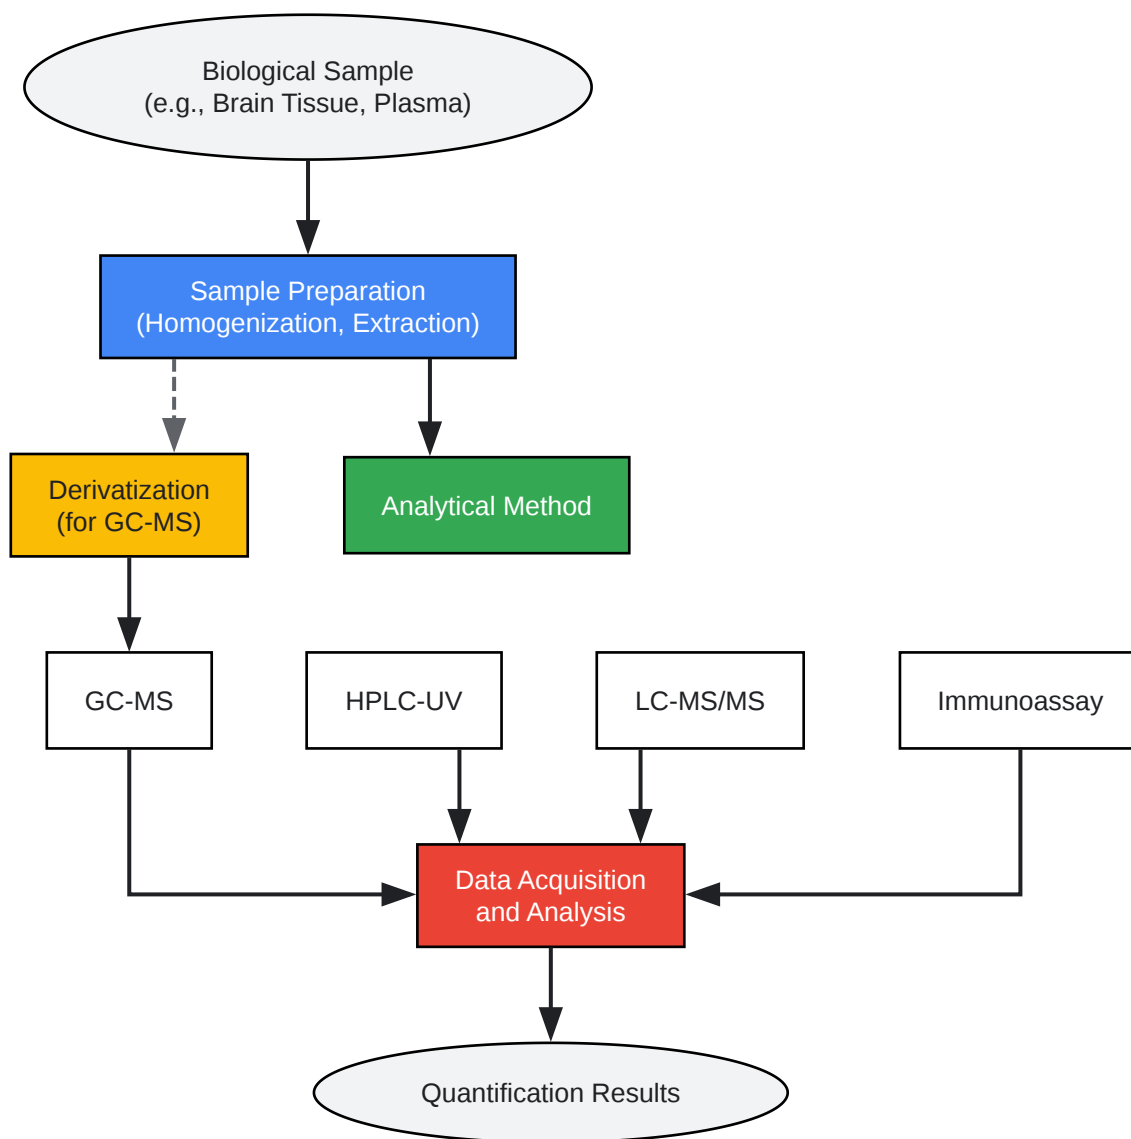 Biological Sample
(e.g., Brain Tissue, Plasma)
Sample Preparation
(Homogenization, Extraction)
Derivatization
(for GC-MS)
Analytical Method
GC-MS
HPLC-UV
LC-MS/MS
Immunoassay
Data Acquisition
and Analysis
Quantification Results